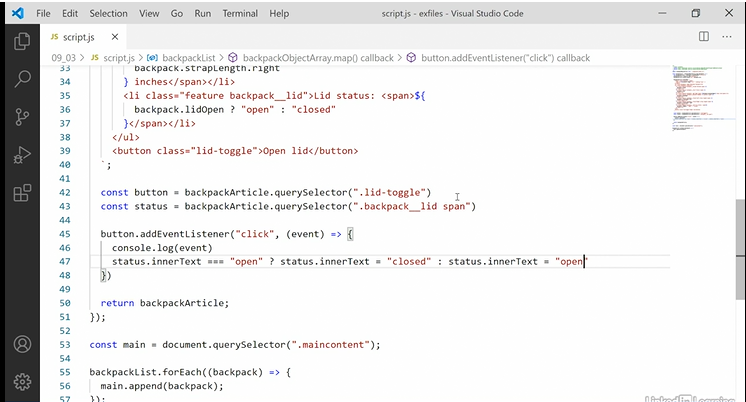 File Edit Selection View Go Run Terminal Help script.js - exfiles - Visual Studio Code
JS script.js ×
09_03 > JS script.js > backpackList > backpackObjectArray.map() callback > button.addEventListener("click") callback
33 backpack.strapLength.right
34 } inches</span></li>
35 <li class="feature backpack__lid">Lid status: <span>${
36 backpack.lidOpen ? "open" : "closed"
37 }</span></li>
38 </ul>
39 <button class="lid-toggle">Open lid</button>
40 `;
41
42 const button = backpackArticle.querySelector(".lid-toggle")
43 const status = backpackArticle.querySelector(".backpack__lid span")
44
45 button.addEventListener("click", (event) => {
46 console.log(event)
47 status.innerText === "open" ? status.innerText = "closed" : status.innerText = "open"
48 })
49
50 return backpackArticle;
51 });
52
53 const main = document.querySelector(".maincontent");
54
55 backpackList.forEach((backpack) => {
56 main.append(backpack);
57 });
Linked in Learning